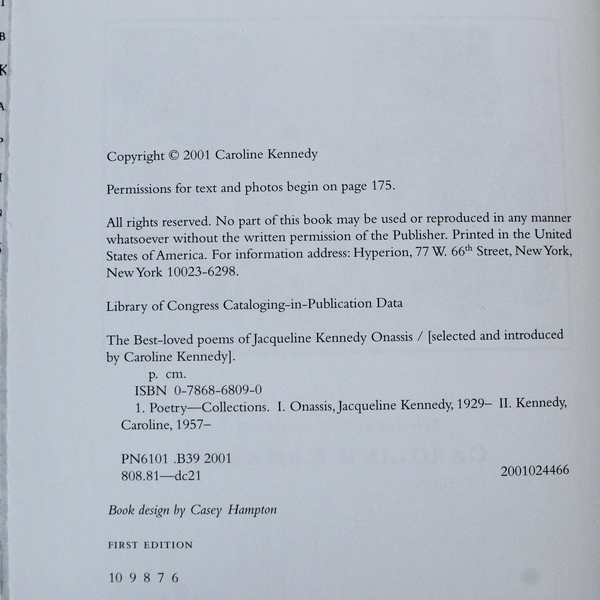 Copyright © 2001 Caroline Kennedy
Permissions for text and photos begin on page 175.
All rights reserved. No part of this book may be used or reproduced in any manner
whatsoever without the written permission of the Publisher. Printed in the United
States of America. For information address: Hyperion, 77 W. 66th Street, New York,
New York 10023-6298.
Library of Congress Cataloging-in-Publication Data
The Best-loved poems of Jacqueline Kennedy Onassis / [selected and introduced
by Caroline Kennedy].
p. cm.
ISBN 0-7868-6809-0
1. Poetry—Collections. I. Onassis, Jacqueline Kennedy, 1929– II. Kennedy,
Caroline, 1957–
PN6101 .B39 2001
808.81—dc21 2001024466
Book design by Casey Hampton
FIRST EDITION
10 9 8 7 6